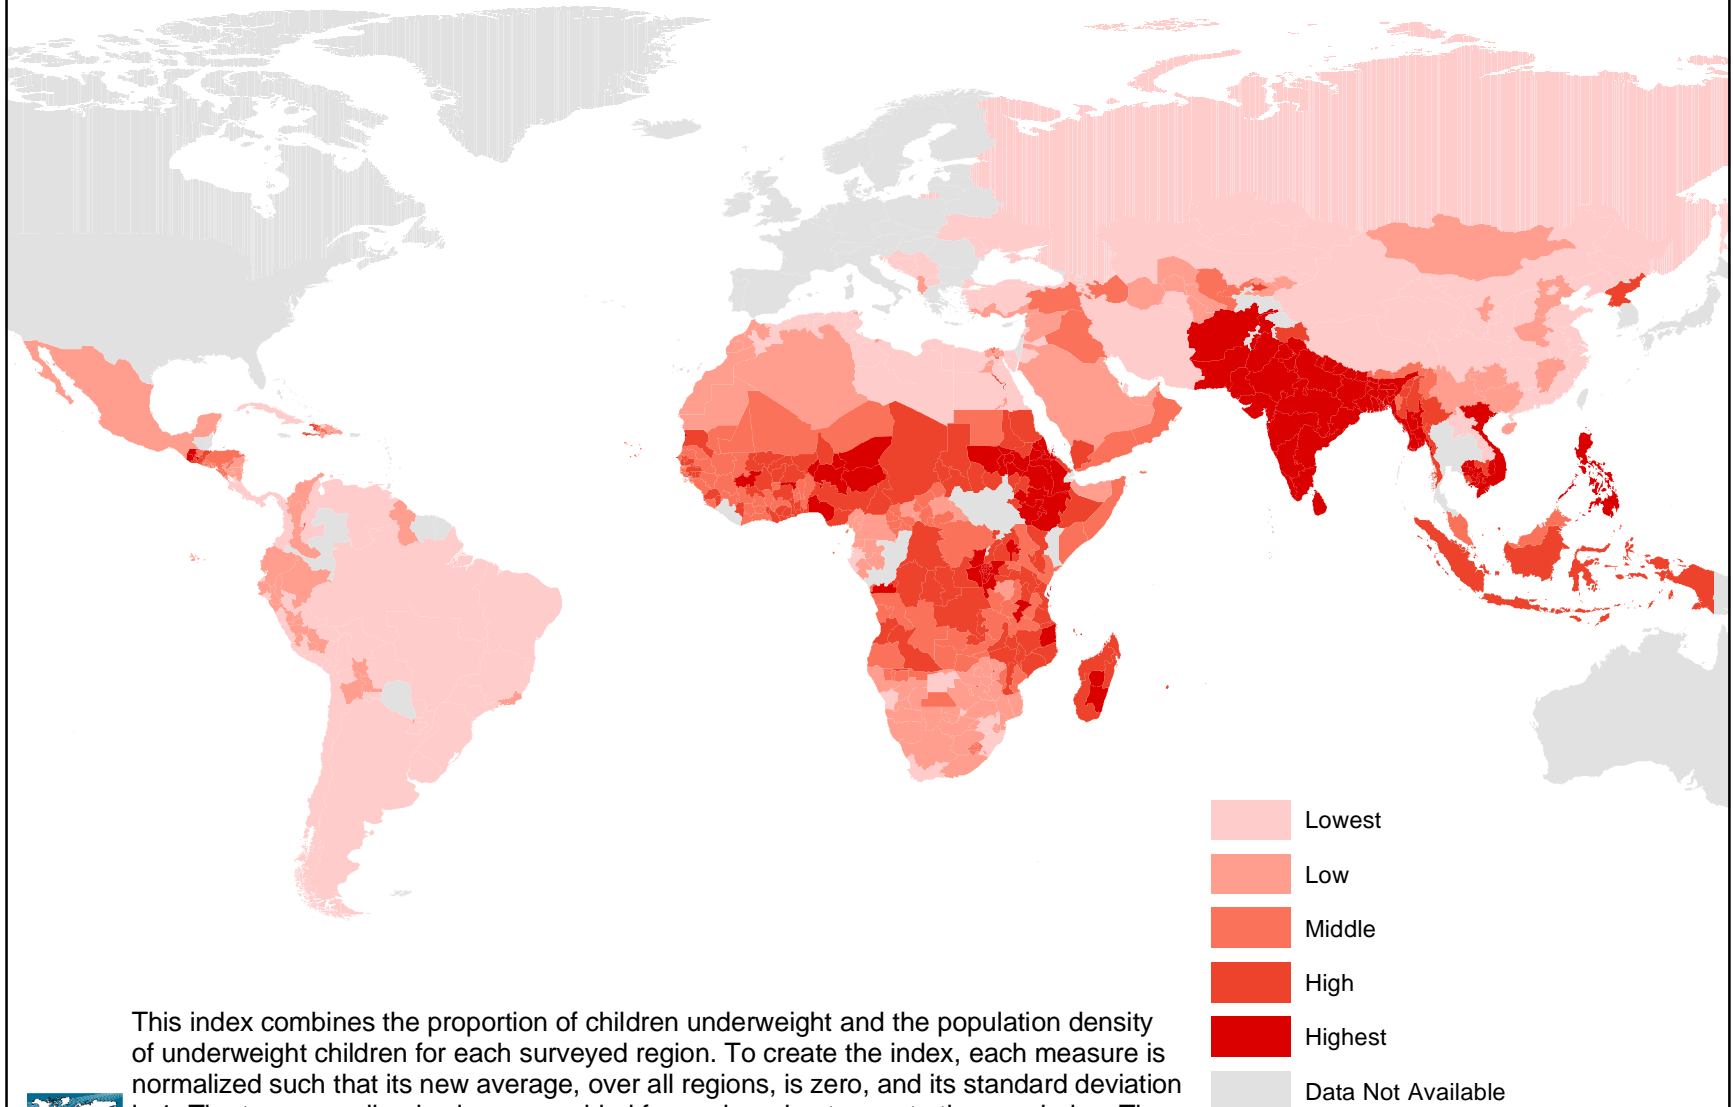 Lowest
Low
Middle
High
Highest
Data Not Available
This index combines the proportion of children underweight and the population density
of underweight children for each surveyed region. To create the index, each measure is
normalized such that its new average, over all regions, is zero, and its standard deviation